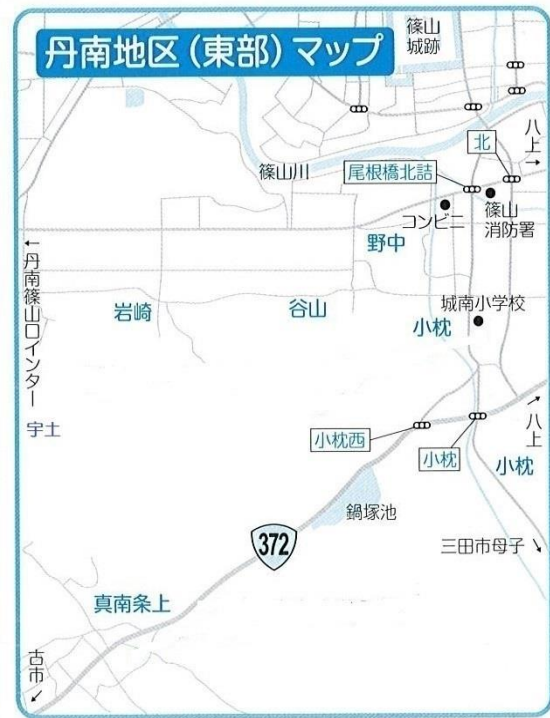 丹南地区（東部）マップ
篠山
城跡
八上→
北
篠山川
尾根橋北詰
コンビニ
篠山
消防署
野中
←丹南篠山口インター
岩崎
谷山
城南小学校
小枕
宇土
小枕西
小枕
→八上
小枕
鍋塚池
372
三田市母子→
真南条上
古市←